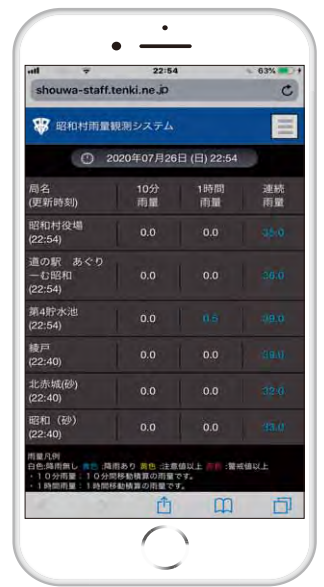 22:54
63%
shouwa-staff.tenki.ne.jp
昭和村雨量観測システム
2020年07月26日 (日) 22:54
局名
(更新時刻)
10分
雨量
1時間
雨量
連続
雨量
昭和村役場
(22:54)
0.0
0.0
35.0
道の駅 あぐり
ーむ昭和
(22:54)
0.0
0.0
36.0
第4貯水池
(22:54)
0.0
0.5
39.0
綾戸
(22:40)
0.0
0.0
北赤城(砂)
(22:40)
0.0
0.0
32.0
昭和（砂）
(22:40)
0.0
0.0
33.0
雨量凡例
白色:降雨無し 青色 :降雨あり 黄色 :注意値以上 赤色 :警戒値以上
・１０分雨量：１０分間移動積算の雨量です。
・１時間雨量：１時間移動積算の雨量です。